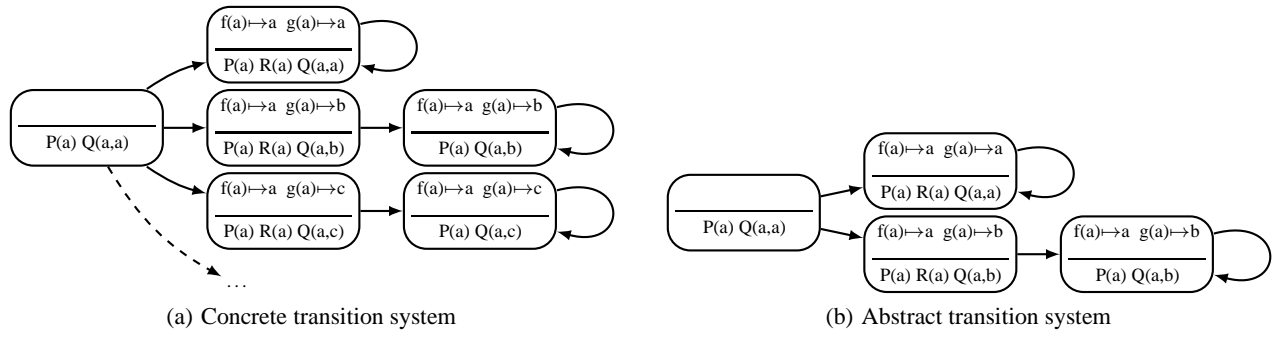 f(a)↦a g(a)↦a
P(a) R(a) Q(a,a)
P(a) Q(a,a)
f(a)↦a g(a)↦b
P(a) R(a) Q(a,b)
f(a)↦a g(a)↦b
P(a) Q(a,b)
f(a)↦a g(a)↦c
P(a) R(a) Q(a,c)
f(a)↦a g(a)↦c
P(a) Q(a,c)
...
(a) Concrete transition system
f(a)↦a g(a)↦a
P(a) R(a) Q(a,a)
P(a) Q(a,a)
f(a)↦a g(a)↦b
P(a) R(a) Q(a,b)
f(a)↦a g(a)↦b
P(a) Q(a,b)
(b) Abstract transition system